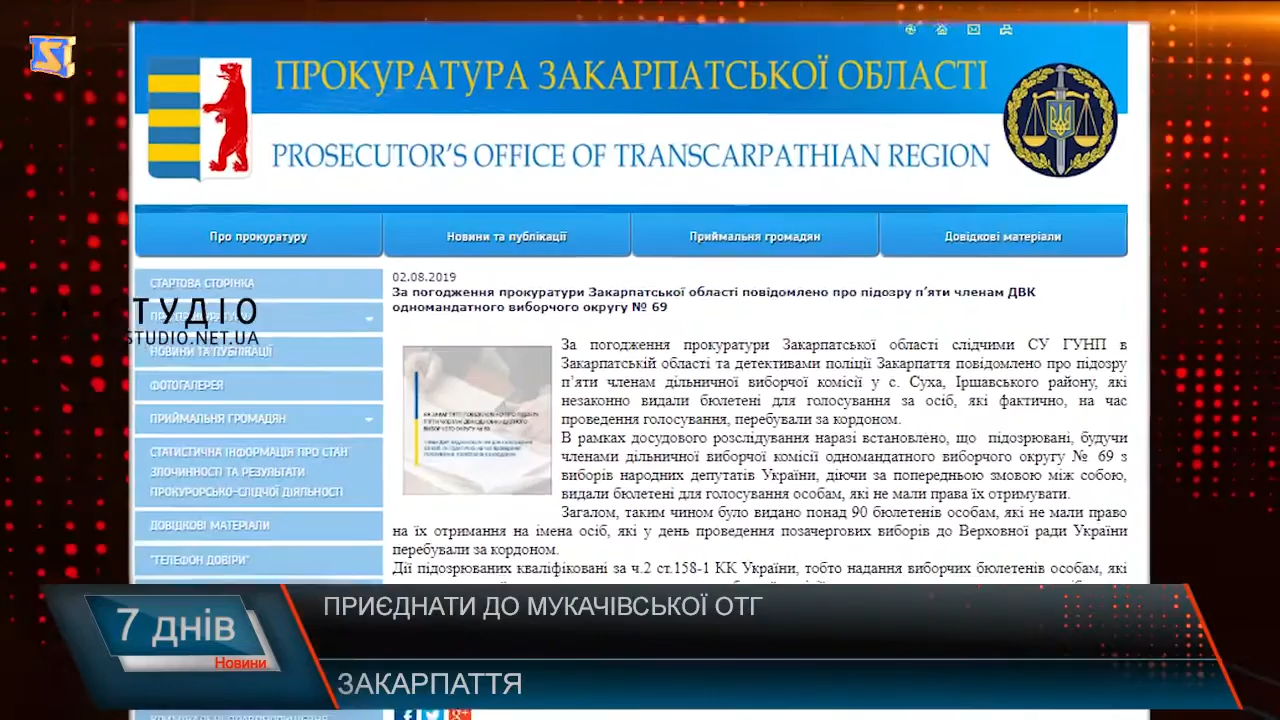 ПРОКУРАТУРА ЗАКАРПАТСЬКОЇ ОБЛАСТІ
PROSECUTOR'S OFFICE OF TRANSCARPATHIAN REGION
Про прокуратуру
Новини та публікації
Приймальня громадян
Довідкові матеріали
СТАРТОВА СТОРІНКА
ТУДІО
STUDIO.NET.UA
НОВИНИ ТА ПУБЛІКАЦІЇ
ФОТОГАЛЕРЕЯ
ПРИЙМАЛЬНЯ ГРОМАДЯН
СТАТИСТИЧНА ІНФОРМАЦІЯ ПРО СТАН
ЗЛОЧИННОСТІ ТА РЕЗУЛЬТАТИ
ПРОКУРОРСЬКО-СЛІДЧОЇ ДІЯЛЬНОСТІ
ДОВІДКОВІ МАТЕРІАЛИ
"ТЕЛЕФОН ДОВІРИ"
02.08.2019
За погодження прокуратури Закарпатської області повідомлено про підозру п'яти членам ДВК
одномандатного виборчого округу № 69
За погодження прокуратури Закарпатської області слідчими СУ ГУНП в
Закарпатській області та детективами поліції Закарпаття повідомлено про підозру
п'яти членам дільничної виборчої комісії у с. Суха, Іршавського району, які
незаконно видали бюлетені для голосування за осіб, які фактично, на час
проведення голосування, перебували за кордоном.
В рамках досудового розслідування наразі встановлено, що підозрювані, будучи
членами дільничної виборчої комісії одномандатного виборчого округу № 69 з
виборів народних депутатів України, діючи за попередньою змовою між собою,
видали бюлетені для голосування особам, які не мали права їх отримувати.
Загалом, таким чином було видано понад 90 бюлетенів особам, які не мали право
на їх отримання на імена осіб, які у день проведення позачергових виборів до Верховної ради України
перебували за кордоном.
Дії підозрюваних кваліфіковані за ч.2 ст.158-1 КК України, тобто надання виборчих бюлетенів особам, які
7 днів
Новини
ПРИЄДНАТИ ДО МУКАЧІВСЬКОЇ ОТГ
ЗАКАРПАТТЯ